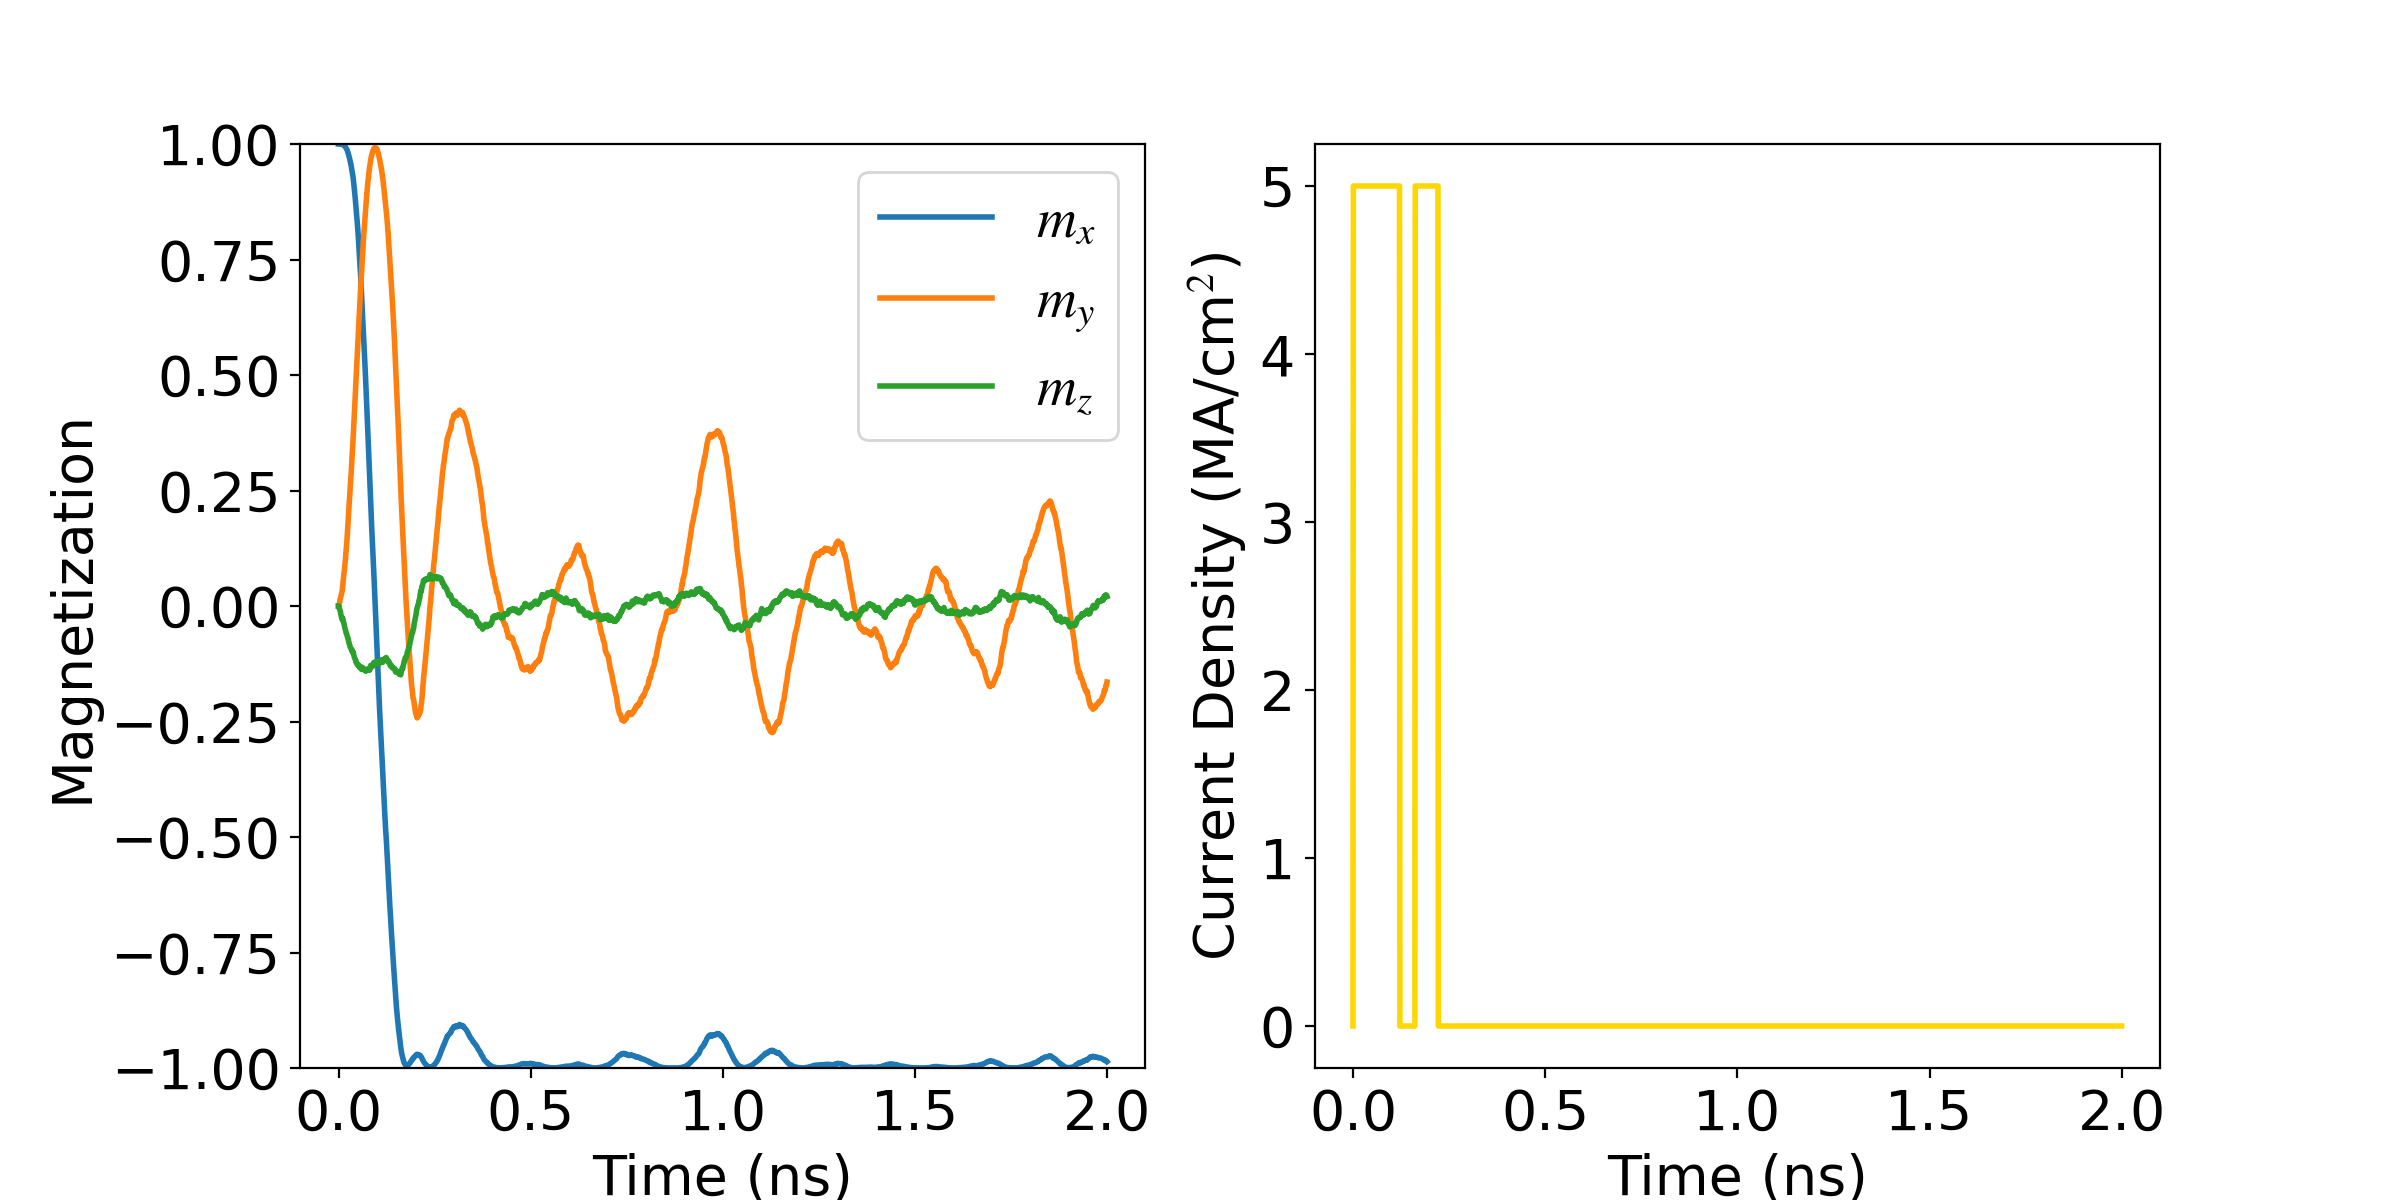 1.00
0.75
0.50
0.25
0.00
−0.25
−0.50
−0.75
−1.00
Magnetization
0.0 0.5 1.0 1.5 2.0
Time (ns)
m_x
m_y
m_z
5
4
3
2
1
0
Current Density (MA/cm²)
0.0 0.5 1.0 1.5 2.0
Time (ns)